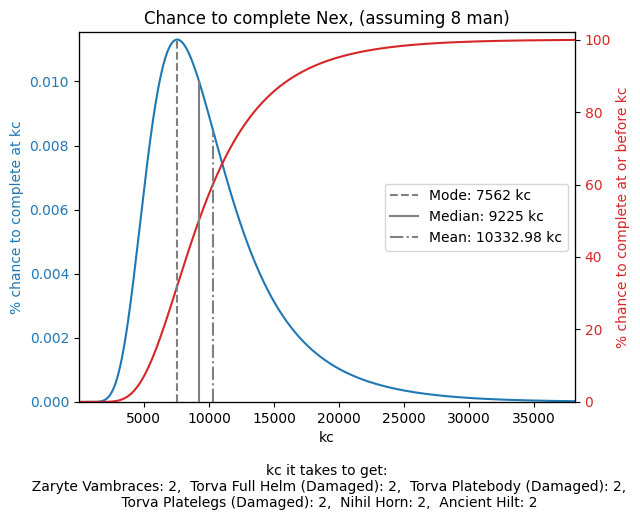 Chance to complete Nex, (assuming 8 man)
% chance to complete at kc
0.010
0.008
0.006
0.004
0.002
0.000
100
80
60
40
20
0
% chance to complete at or before kc
Mode: 7562 kc
Median: 9225 kc
Mean: 10332.98 kc
5000 10000 15000 20000 25000 30000 35000
kc
kc it takes to get:
Zaryte Vambraces: 2, Torva Full Helm (Damaged): 2, Torva Platebody (Damaged): 2,
Torva Platelegs (Damaged): 2, Nihil Horn: 2, Ancient Hilt: 2